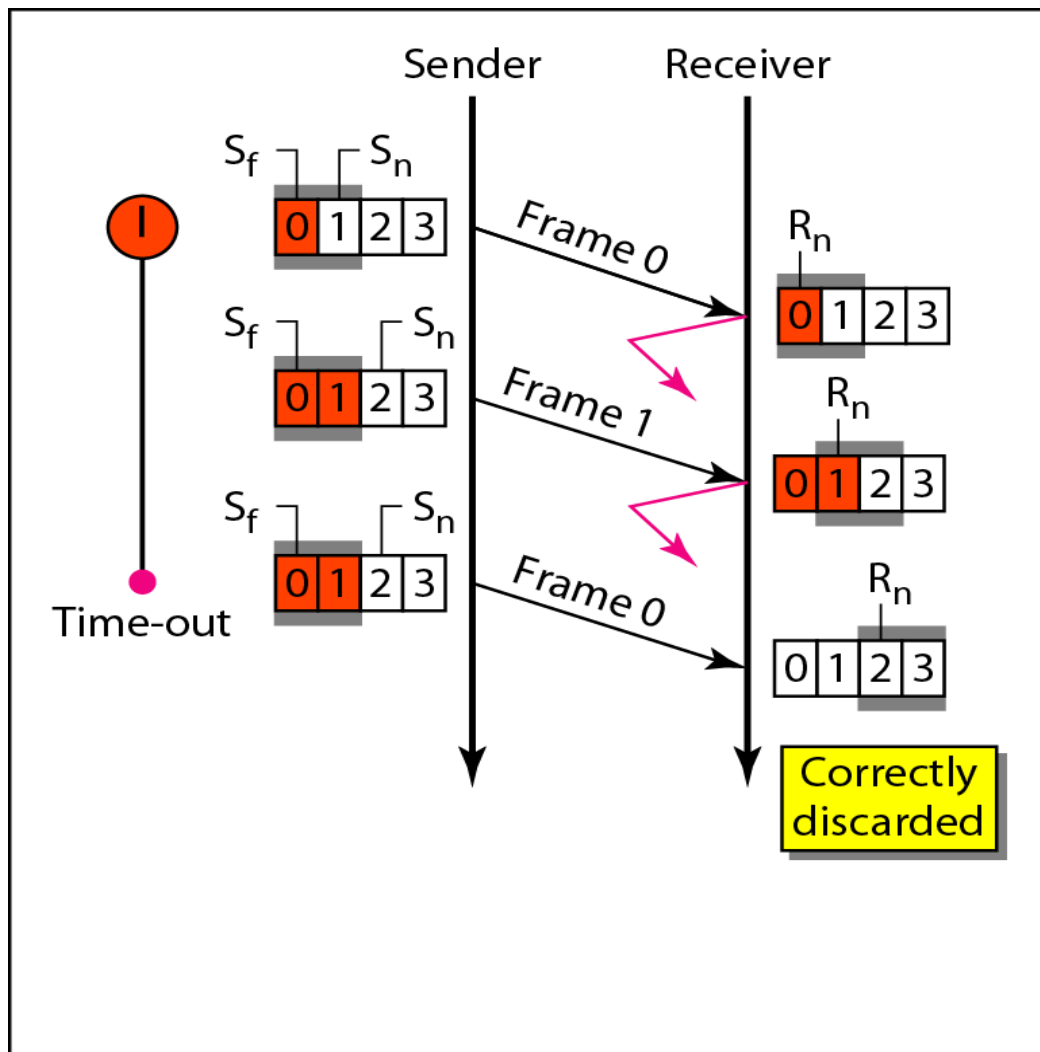 Sender Receiver
Sf Sn
0 1 2 3
Frame 0
Rn
0 1 2 3
Sf Sn
0 1 2 3
Frame 1
Rn
0 1 2 3
Sf Sn
0 1 2 3
Frame 0
Time-out
Rn
0 1 2 3
Correctly
discarded